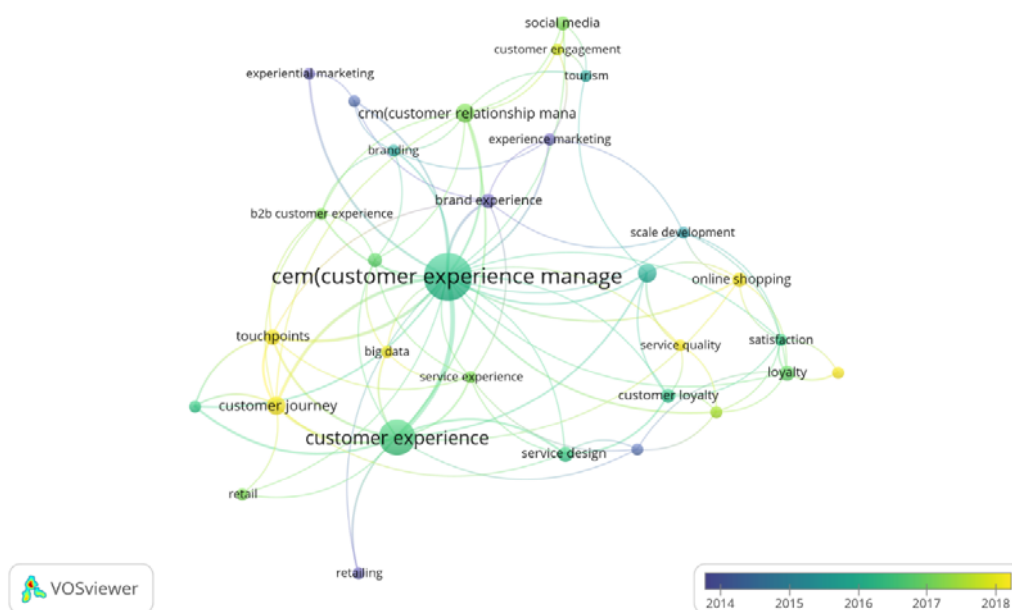 social media
customer engagement
tourism
experiential marketing
crm(customer relationship mana
experience marketing
branding
brand experience
b2b customer experience
scale development
cem(customer experience manage
online shopping
touchpoints
satisfaction
service quality
big data
loyalty
service experience
customer loyalty
customer journey
customer experience
service design
retail
retailing
VOSviewer
2014 2015 2016 2017 2018